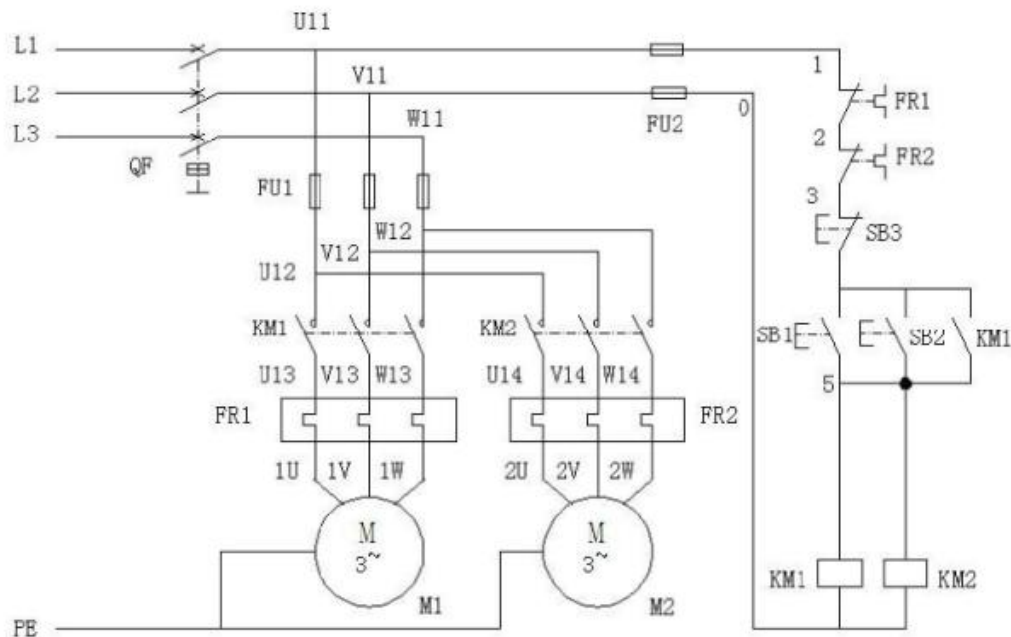 U11
L1
1
V11
L2
0
FR1
W11
FU2
L3
2
FR2
QF
FU1
3
W12
SB3
V12
U12
KM1
KM2
SB1
SB2
KM1
U13
V13
W13
U14
V14
W14
5
FR1
FR2
1U
1V
1W
2U
2V
2W
M
3~
M
3~
KM1
KM2
M1
M2
PE